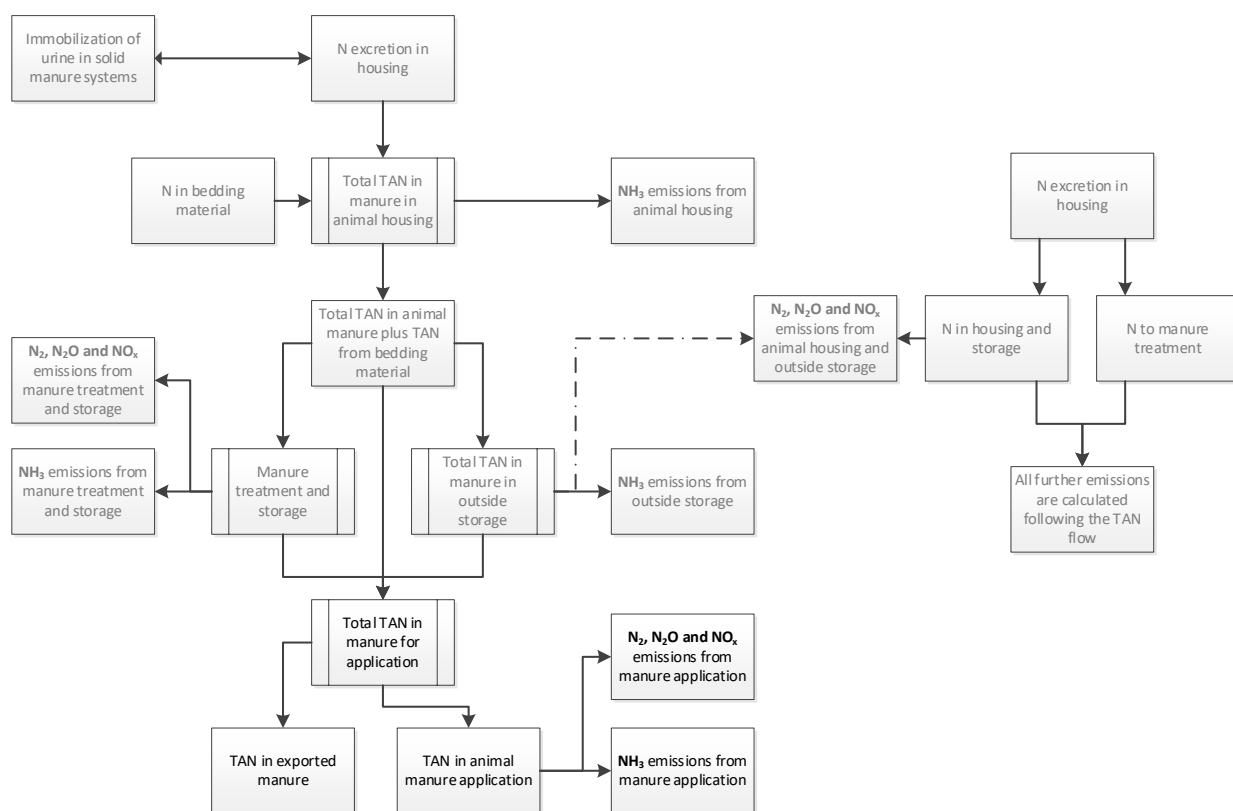 Immobilization of
urine in solid
manure systems
N excretion in
housing
N in bedding
material
Total TAN in
manure in
animal housing
NH₃ emissions from
animal housing
N excretion in
housing
Total TAN in animal
manure plus TAN
from bedding
material
N₂, N₂O and NOₓ
emissions from
animal housing and
outside storage
N in housing and
storage
N to manure
treatment
N₂, N₂O and NOₓ
emissions from
manure treatment
and storage
NH₃ emissions from
manure treatment
and storage
Manure
treatment and
storage
Total TAN in
manure in
outside
storage
NH₃ emissions from
outside storage
All further emissions
are calculated
following the TAN
flow
Total TAN in
manure for
application
N₂, N₂O and NOₓ
emissions from
manure application
TAN in exported
manure
TAN in animal
manure application
NH₃ emissions from
manure application